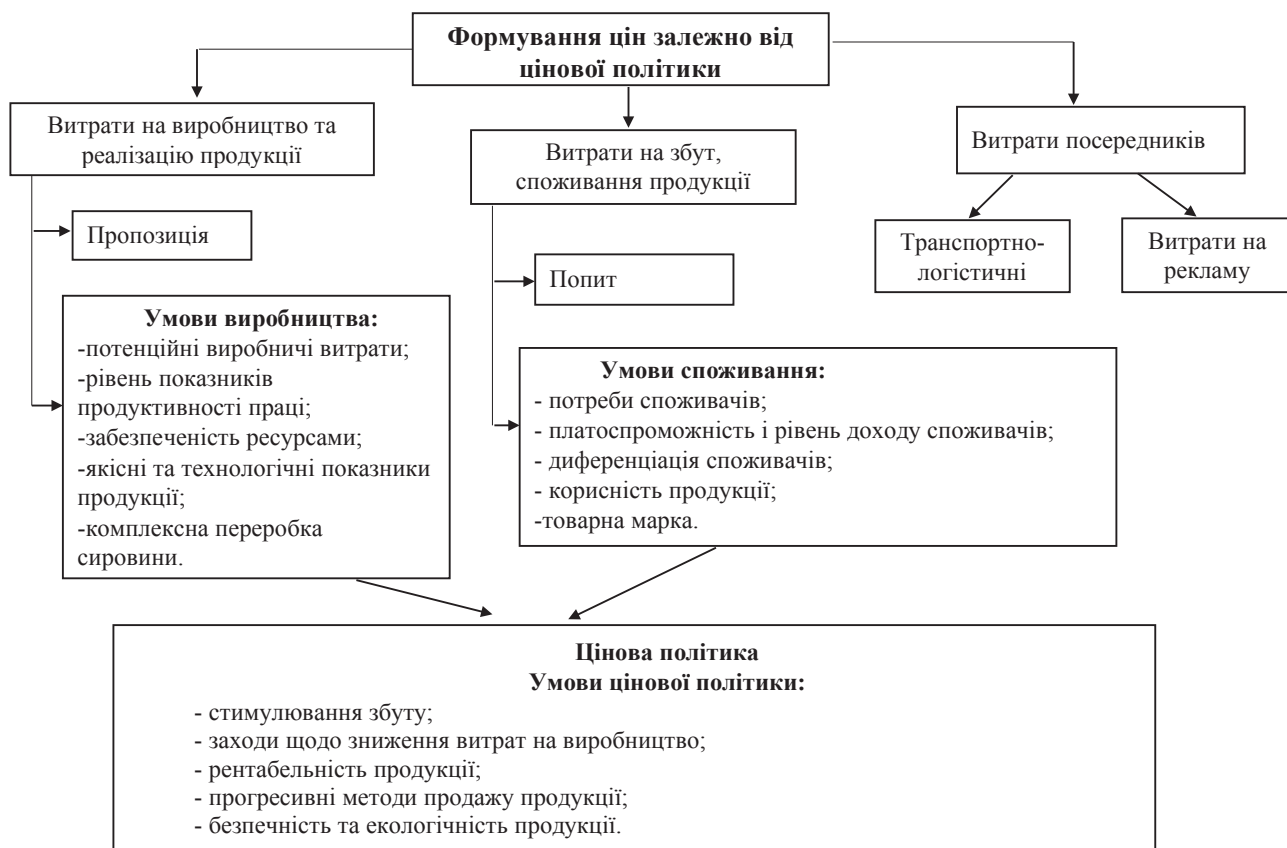 Формування цін залежно від
цінової політики
Витрати на виробництво та
реалізацію продукції
Витрати на збут,
споживання продукції
Витрати посередників
Пропозиція
Попит
Транспортно-
логістичні
Витрати на
рекламу
Умови виробництва:
-потенційні виробничі витрати;
-рівень показників
продуктивності праці;
-забезпеченість ресурсами;
-якісні та технологічні показники
продукції;
-комплексна переробка
сировини.
Умови споживання:
- потреби споживачів;
- платоспроможність і рівень доходу споживачів;
- диференціація споживачів;
- корисність продукції;
-товарна марка.
Цінова політика
Умови цінової політики:
- стимулювання збуту;
- заходи щодо зниження витрат на виробництво;
- рентабельність продукції;
- прогресивні методи продажу продукції;
- безпечність та екологічність продукції.